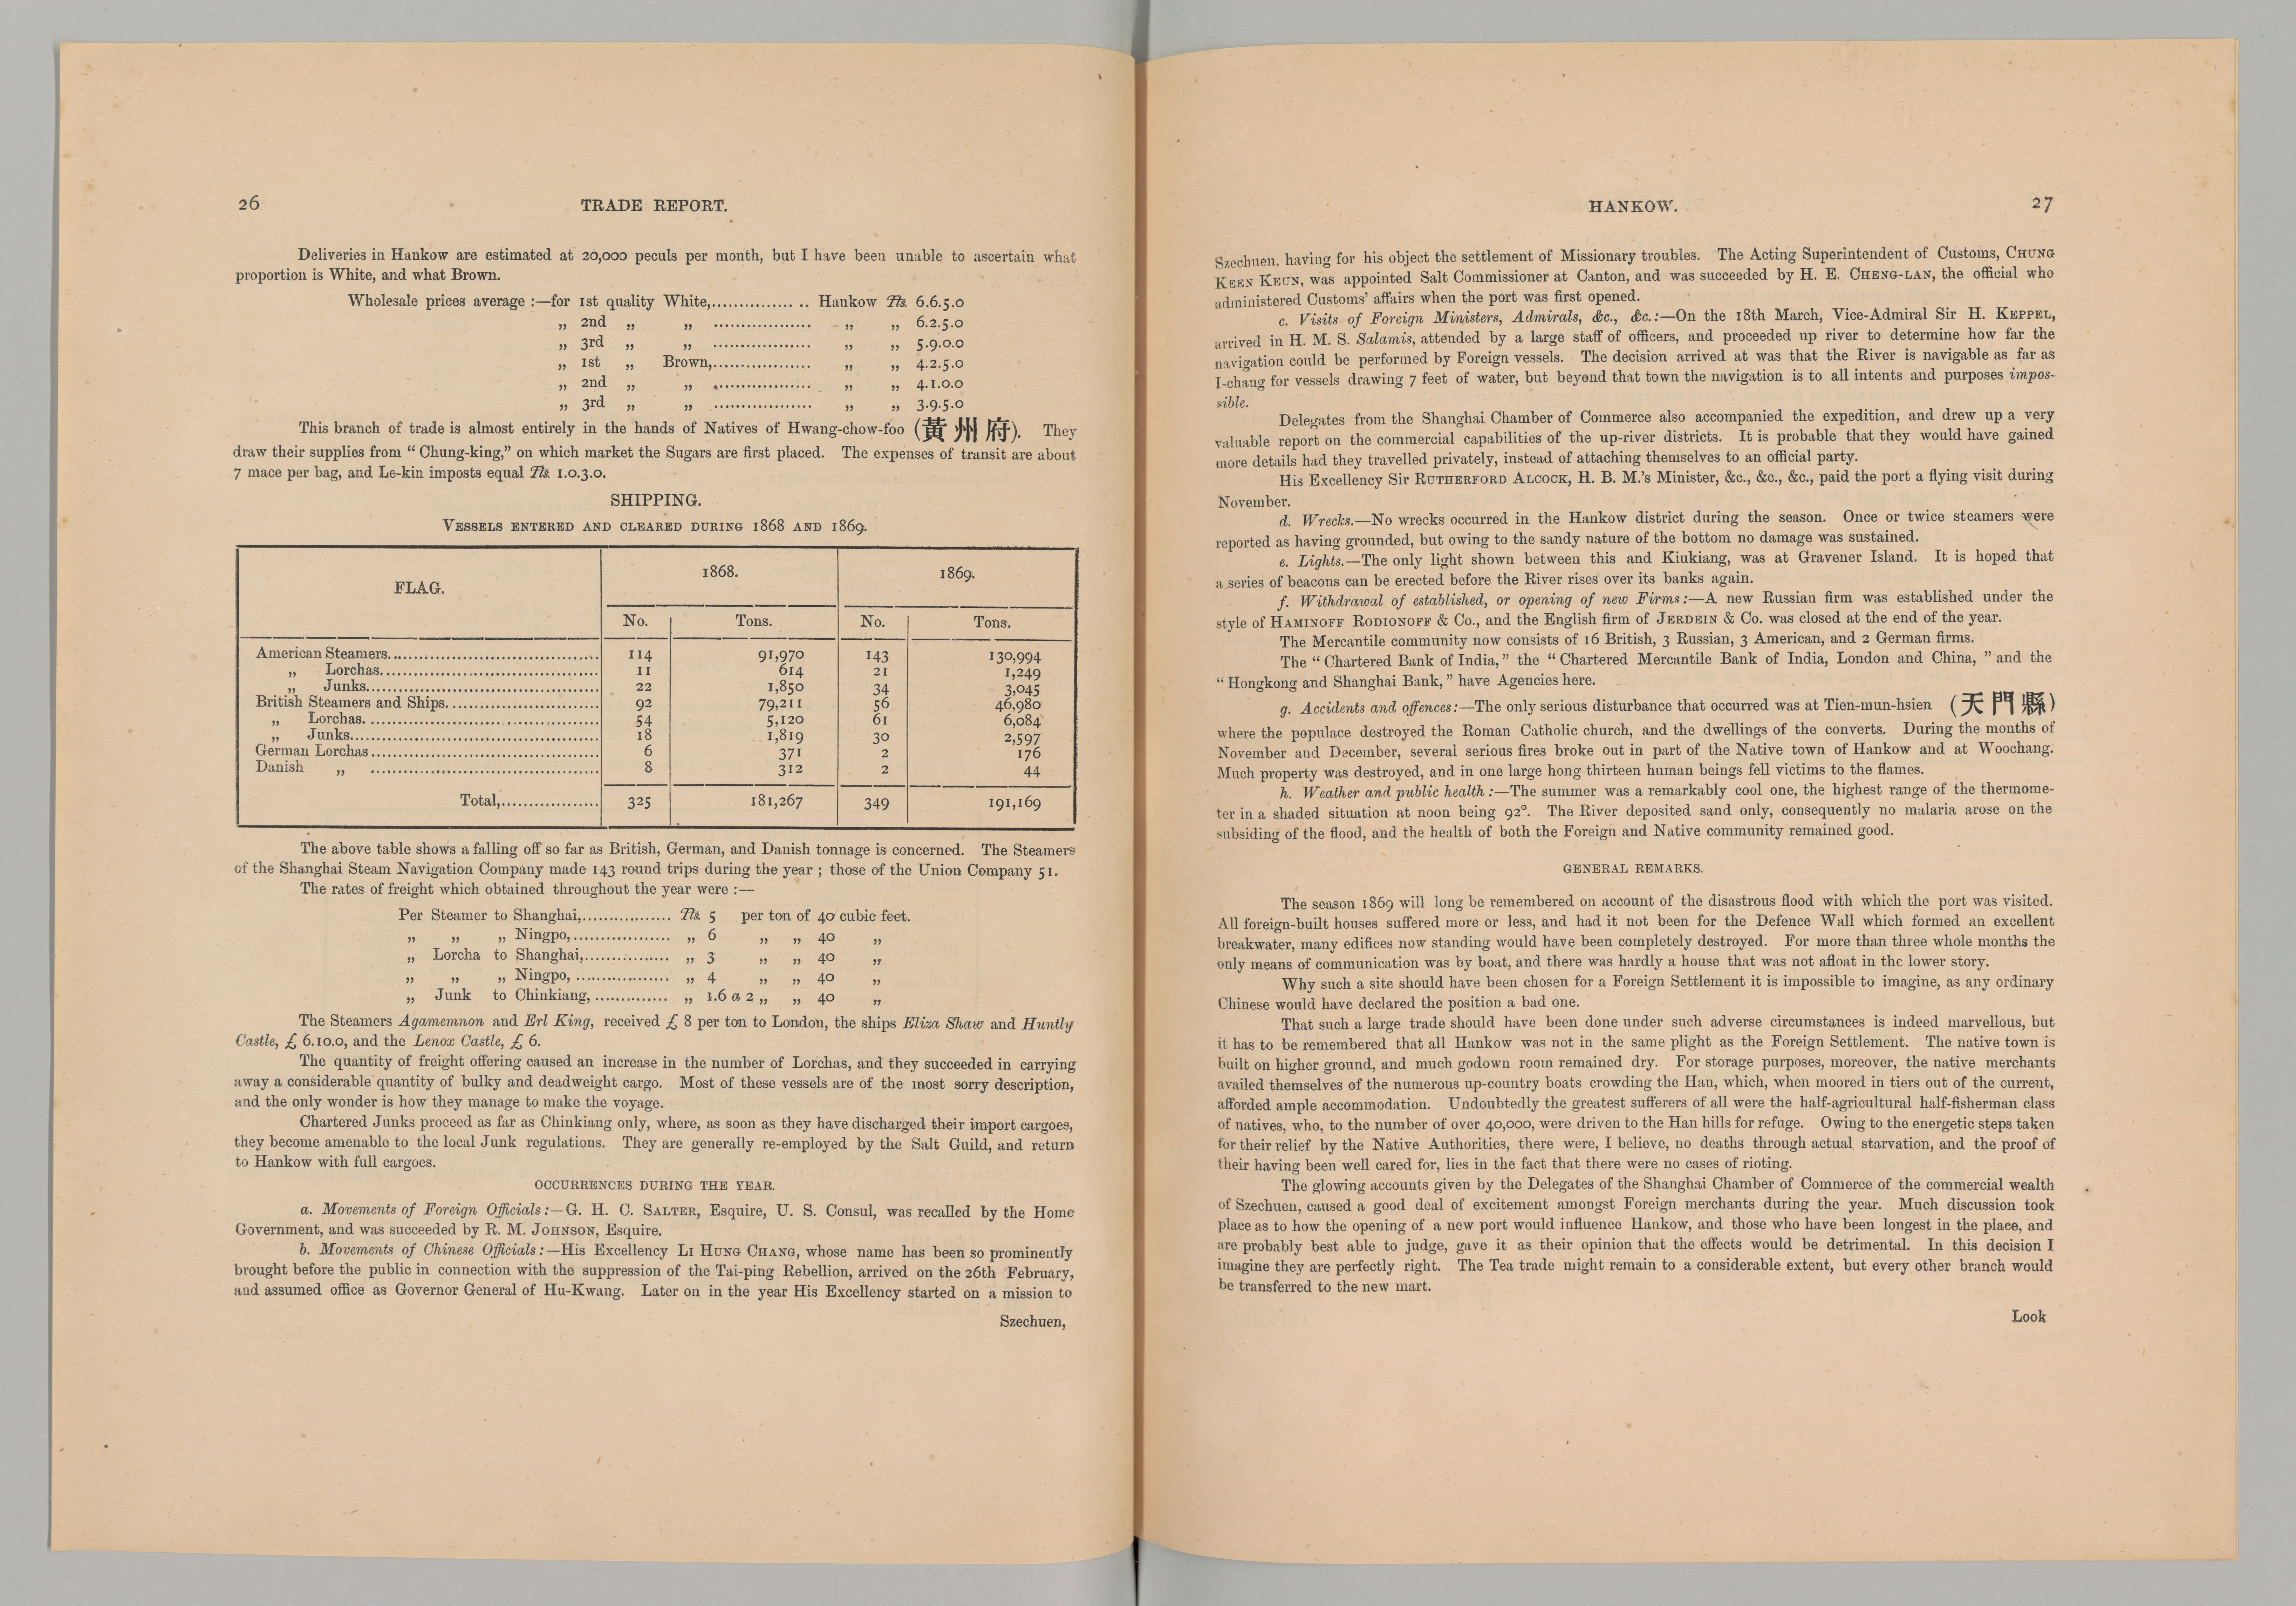 26
TRADE REPORT.
Deliveries in Hankow are estimated at 20,000 peculs per month, but I have been unable to ascertain what
proportion is White, and what Brown.
Wholesale prices average :—for 1st quality White,............... .. Hankow Tls. 6.6.5.0
„ 2nd „ „ .................. „ „ 6.2.5.0
„ 3rd „ „ .................. „ „ 5.9.0.0
„ 1st „ Brown,.................. „ „ 4.2.5.0
„ 2nd „ „ .................. „ „ 4.1.0.0
„ 3rd „ „ .................. „ „ 3.9.5.0
This branch of trade is almost entirely in the hands of Natives of Hwang-chow-foo (黃州府). They
draw their supplies from “ Chung-king,” on which market the Sugars are first placed. The expenses of transit are about
7 mace per bag, and Le-kin imposts equal Tls. 1.0.3.0.
SHIPPING.
VESSELS ENTERED AND CLEARED DURING 1868 AND 1869.
FLAG. 1868. 1869.
No. Tons. No. Tons.
American Steamers.......................................... 114 91,970 143 130,994
„ Lorchas........................................... 11 614 21 1,249
„ Junks.............................................. 22 1,850 34 3,045
British Steamers and Ships............................... 92 79,211 56 46,980
„ Lorchas. ............................................ 54 5,120 61 6,084
„ Junks................................................. 18 1,819 30 2,597
German Lorchas............................................. 6 371 2 176
Danish „ ............................................. 8 312 2 44
Total,.................. 325 181,267 349 191,169
The above table shows a falling off so far as British, German, and Danish tonnage is concerned. The Steamers
of the Shanghai Steam Navigation Company made 143 round trips during the year ; those of the Union Company 51.
The rates of freight which obtained throughout the year were :—
Per Steamer to Shanghai,................. Tls. 5 per ton of 40 cubic feet.
„ „ „ Ningpo,................... „ 6 „ „ 40 „
„ Lorcha to Shanghai,................ „ 3 „ „ 40 „
„ „ „ Ningpo, .................. „ 4 „ „ 40 „
„ Junk to Chinkiang,.............. „ 1.6 a 2 „ „ 40 „
The Steamers Agamemnon and Erl King, received £ 8 per ton to London, the ships Eliza Shaw and Huntly
Castle, £ 6.10.0, and the Lenox Castle, £ 6.
The quantity of freight offering caused an increase in the number of Lorchas, and they succeeded in carrying
away a considerable quantity of bulky and deadweight cargo. Most of these vessels are of the most sorry description,
and the only wonder is how they manage to make the voyage.
Chartered Junks proceed as far as Chinkiang only, where, as soon as they have discharged their import cargoes,
they become amenable to the local Junk regulations. They are generally re-employed by the Salt Guild, and return
to Hankow with full cargoes.
OCCURRENCES DURING THE YEAR.
a. Movements of Foreign Officials:—G. H. C. SALTER, Esquire, U. S. Consul, was recalled by the Home
Government, and was succeeded by R. M. JOHNSON, Esquire.
b. Movements of Chinese Officials:—His Excellency LI HUNG CHANG, whose name has been so prominently
brought before the public in connection with the suppression of the Tai-ping Rebellion, arrived on the 26th February,
and assumed office as Governor General of Hu-Kwang. Later on in the year His Excellency started on a mission to
Szechuen,
HANKOW.
27
Szechuen, having for his object the settlement of Missionary troubles. The Acting Superintendent of Customs, CHUNG
KEEN KEUN, was appointed Salt Commissioner at Canton, and was succeeded by H. E. CHENG-LAN, the official who
administered Customs’ affairs when the port was first opened.
c. Visits of Foreign Ministers, Admirals, &c., &c.:—On the 18th March, Vice-Admiral Sir H. KEPPEL,
arrived in H. M. S. Salamis, attended by a large staff of officers, and proceeded up river to determine how far the
navigation could be performed by Foreign vessels. The decision arrived at was that the River is navigable as far as
I-chang for vessels drawing 7 feet of water, but beyond that town the navigation is to all intents and purposes impos-
sible.
Delegates from the Shanghai Chamber of Commerce also accompanied the expedition, and drew up a very
valuable report on the commercial capabilities of the up-river districts. It is probable that they would have gained
more details had they travelled privately, instead of attaching themselves to an official party.
His Excellency Sir RUTHERFORD ALCOCK, H. B. M.’s Minister, &c., &c., &c., paid the port a flying visit during
November.
d. Wrecks.—No wrecks occurred in the Hankow district during the season. Once or twice steamers were
reported as having grounded, but owing to the sandy nature of the bottom no damage was sustained.
e. Lights.—The only light shown between this and Kiukiang, was at Gravener Island. It is hoped that
a series of beacons can be erected before the River rises over its banks again.
f. Withdrawal of established, or opening of new Firms:—A new Russian firm was established under the
style of HAMINOFF RODIONOFF & Co., and the English firm of JERDEIN & Co. was closed at the end of the year.
The Mercantile community now consists of 16 British, 3 Russian, 3 American, and 2 German firms.
The “ Chartered Bank of India,” the “ Chartered Mercantile Bank of India, London and China, ” and the
“ Hongkong and Shanghai Bank, ” have Agencies here.
g. Accidents and offences:—The only serious disturbance that occurred was at Tien-mun-hsien (天門縣)
where the populace destroyed the Roman Catholic church, and the dwellings of the converts. During the months of
November and December, several serious fires broke out in part of the Native town of Hankow and at Woochang.
Much property was destroyed, and in one large hong thirteen human beings fell victims to the flames.
h. Weather and public health :—The summer was a remarkably cool one, the highest range of the thermome-
ter in a shaded situation at noon being 92°. The River deposited sand only, consequently no malaria arose on the
subsiding of the flood, and the health of both the Foreign and Native community remained good.
GENERAL REMARKS.
The season 1869 will long be remembered on account of the disastrous flood with which the port was visited.
All foreign-built houses suffered more or less, and had it not been for the Defence Wall which formed an excellent
breakwater, many edifices now standing would have been completely destroyed. For more than three whole months the
only means of communication was by boat, and there was hardly a house that was not afloat in the lower story.
Why such a site should have been chosen for a Foreign Settlement it is impossible to imagine, as any ordinary
Chinese would have declared the position a bad one.
That such a large trade should have been done under such adverse circumstances is indeed marvellous, but
it has to be remembered that all Hankow was not in the same plight as the Foreign Settlement. The native town is
built on higher ground, and much godown room remained dry. For storage purposes, moreover, the native merchants
availed themselves of the numerous up-country boats crowding the Han, which, when moored in tiers out of the current,
afforded ample accommodation. Undoubtedly the greatest sufferers of all were the half-agricultural half-fisherman class
of natives, who, to the number of over 40,000, were driven to the Han hills for refuge. Owing to the energetic steps taken
for their relief by the Native Authorities, there were, I believe, no deaths through actual starvation, and the proof of
their having been well cared for, lies in the fact that there were no cases of rioting.
The glowing accounts given by the Delegates of the Shanghai Chamber of Commerce of the commercial wealth
of Szechuen, caused a good deal of excitement amongst Foreign merchants during the year. Much discussion took
place as to how the opening of a new port would influence Hankow, and those who have been longest in the place, and
are probably best able to judge, gave it as their opinion that the effects would be detrimental. In this decision I
imagine they are perfectly right. The Tea trade might remain to a considerable extent, but every other branch would
be transferred to the new mart.
Look